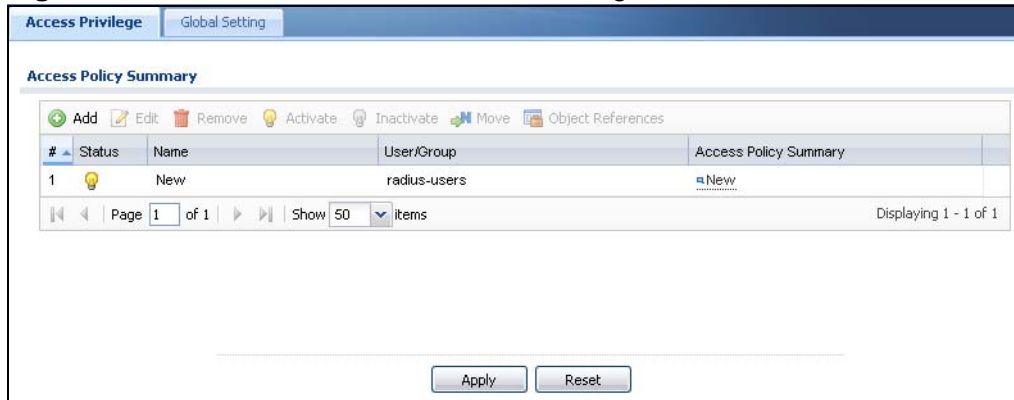 Access Privilege Global Setting
Access Policy Summary
Add Edit Remove Activate Inactivate Move Object References
# Status Name User/Group Access Policy Summary
1 New radius-users New
Page 1 of 1 Show 50 items Displaying 1 - 1 of 1
Apply Reset